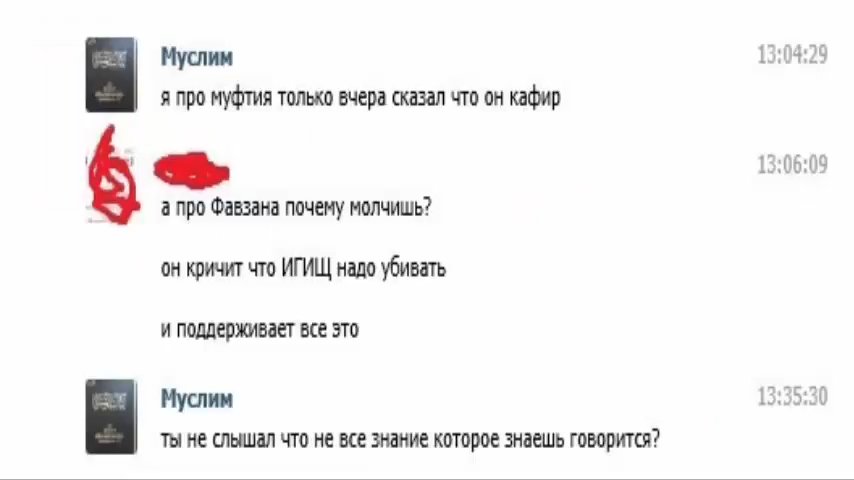 Муслим 13:04:29
я про муфтия только вчера сказал что он кафир
13:06:09
а про Фавзана почему молчишь?
он кричит что ИГИЩ надо убивать
и поддерживает все это
Муслим 13:35:30
ты не слышал что не все знание которое знаешь говорится?